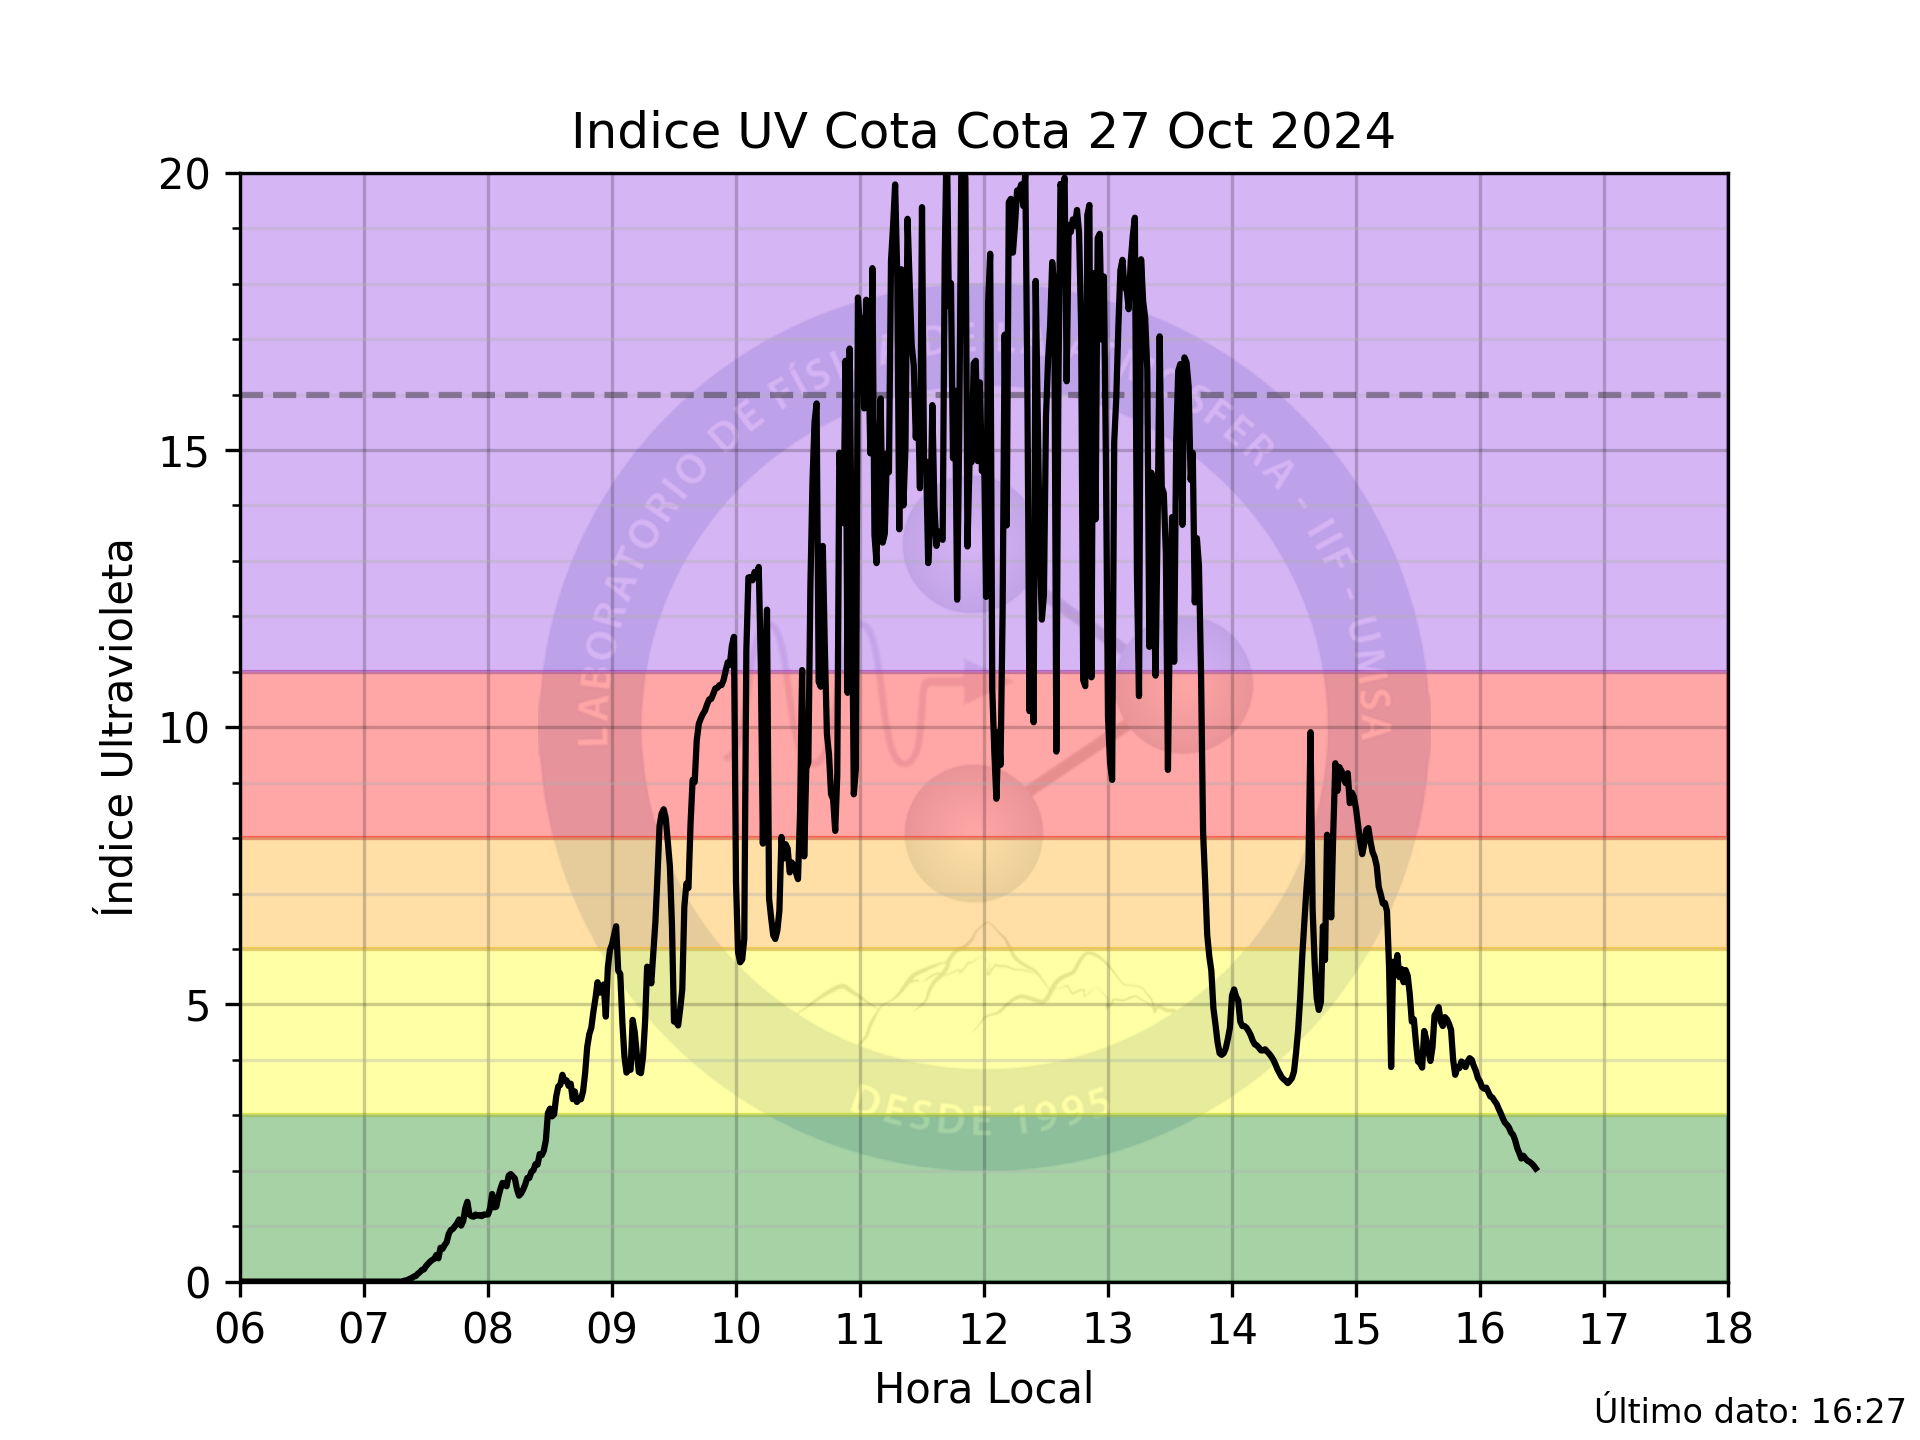 Indice UV Cota Cota 27 Oct 2024
20
15
10
5
0
Índice Ultravioleta
LABORATORIO DE FÍSICA DE LA ATMÓSFERA - IIF - UMSA
DESDE 1995
06 07 08 09 10 11 12 13 14 15 16 17 18
Hora Local
Último dato: 16:27